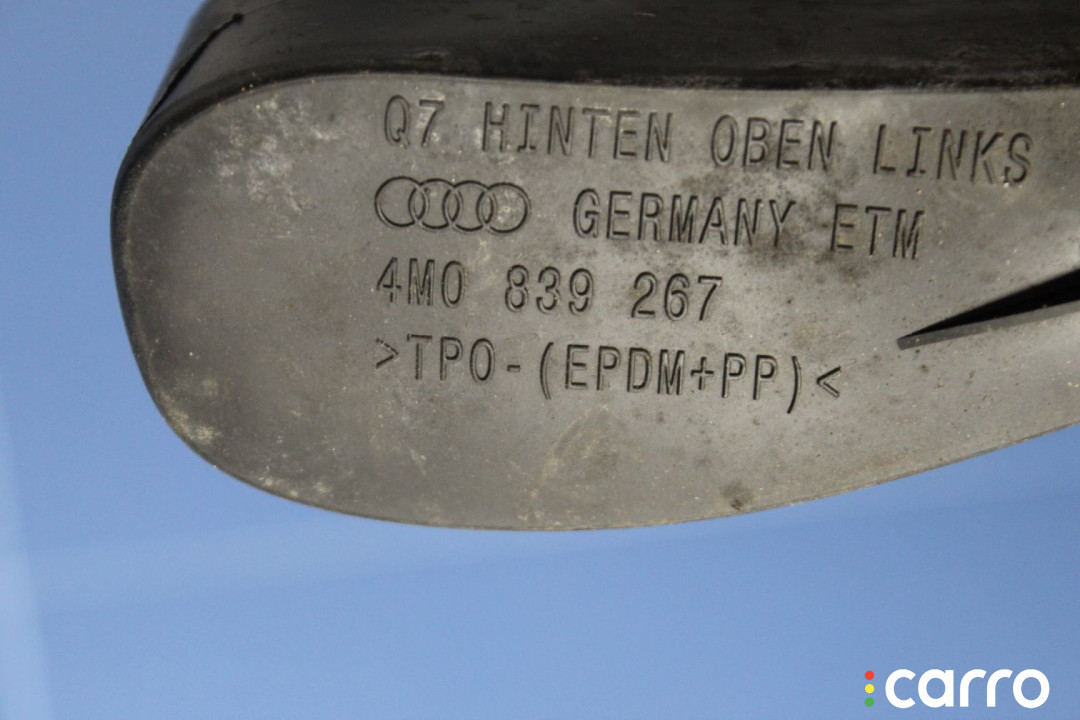 Q7 HINTEN OBEN LINKS
GERMANY ETM
4M0 839 267
>TPO-(EPDM+PP)<
carro